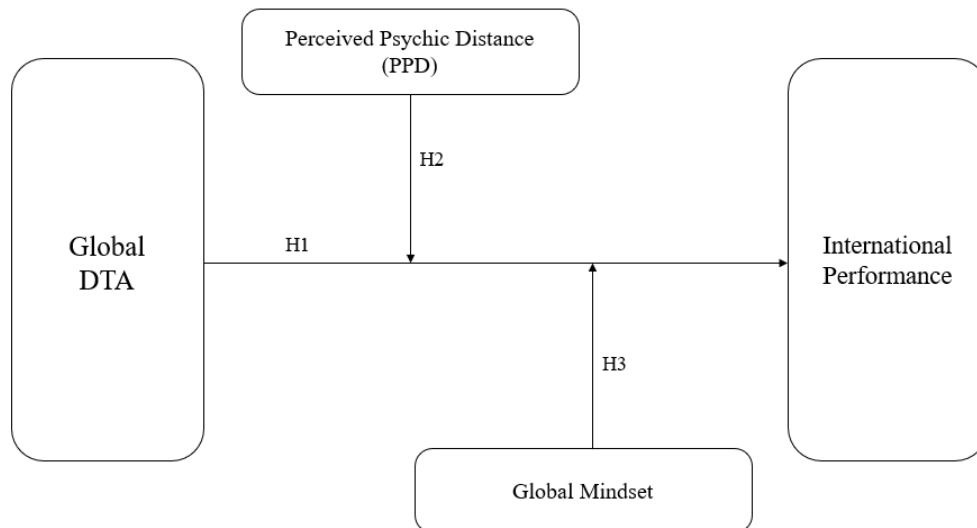 Perceived Psychic Distance
(PPD)
H2
Global
DTA
H1
International
Performance
H3
Global Mindset